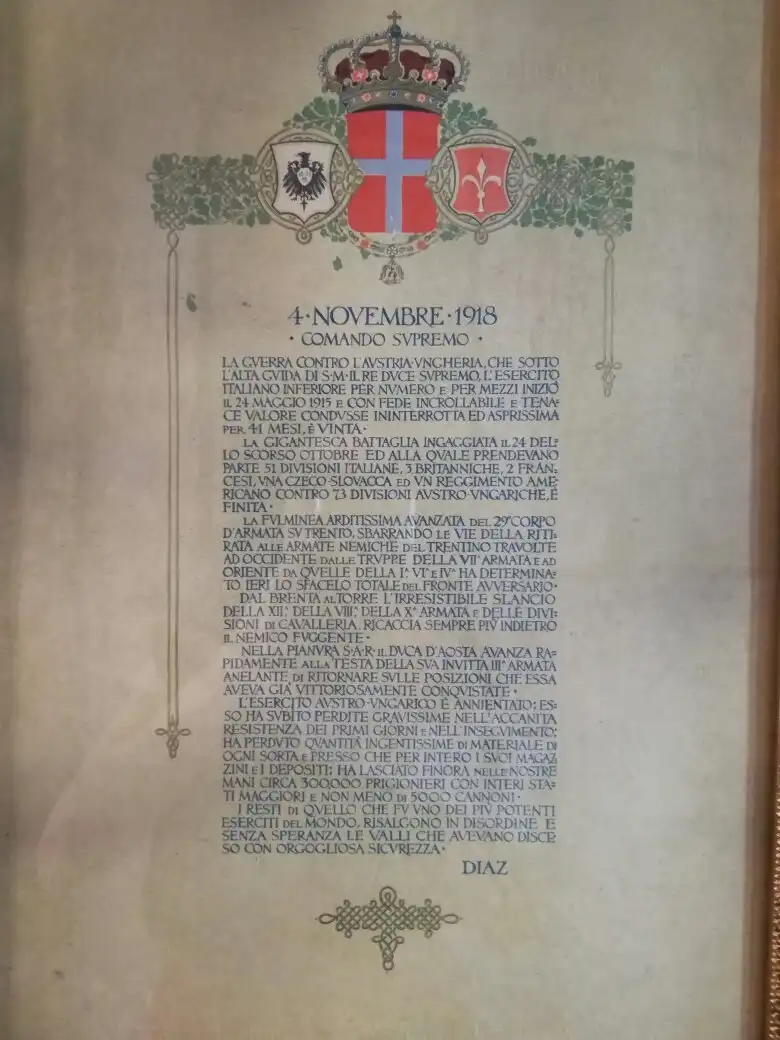 4·NOVEMBRE·1918
·COMANDO SVPREMO·
LA GVERRA CONTRO L'AVSTRIA·VNGHERIA, CHE SOTTO
L'ALTA GVIDA DI S·M·IL RE DVCE SVPREMO, L'ESERCITO
ITALIANO INFERIORE PER NVMERO E PER MEZZI INIZIÒ
IL 24 MAGGIO 1915 E CON FEDE INCROLLABILE E TENA=
CE VALORE CONDVSSE ININTERROTTA ED ASPRISSIMA
PER 41 MESI, È VINTA·
LA GIGANTESCA BATTAGLIA INGAGGIATA IL 24 DEL=
LO SCORSO OTTOBRE ED ALLA QVALE PRENDEVANO
PARTE 51 DIVISIONI ITALIANE, 3 BRITANNICHE, 2 FRAN=
CESI, VNA CZECO·SLOVACCA ED VN REGGIMENTO AME=
RICANO CONTRO 73 DIVISIONI AVSTRO·VNGARICHE, È
FINITA·
LA FVLMINEA ARDITISSIMA AVANZATA DEL 29° CORPO
D'ARMATA SV TRENTO, SBARRANDO LE VIE DELLA RITI=
RATA ALLE ARMATE NEMICHE DEL TRENTINO TRAVOLTE
AD OCCIDENTE DALLE TRVPPE DELLA VIIᴬ ARMATA E AD
ORIENTE DA QVELLE DELLA Iᴬ VIᴬ E IVᴬ HA DETERMINA=
TO IERI LO SFACELO TOTALE DEL FRONTE AVVERSARIO·
DAL BRENTA AL TORRE L'IRRESISTIBILE SLANCIO
DELLA XIIᴬ, DELLA VIIIᴬ, DELLA Xᴬ ARMATA E DELLE DIVI=
SIONI DI CAVALLERIA, RICACCIA SEMPRE PIV INDIETRO
IL NEMICO FVGGENTE·
NELLA PIANVRA S·A·R·IL DVCA D'AOSTA AVANZA RA=
PIDAMENTE ALLA TESTA DELLA SVA INVITTA IIIᴬ ARMATA
ANELANTE DI RITORNARE SVLLE POSIZIONI CHE ESSA
AVEVA GIÀ VITTORIOSAMENTE CONQVISTATE·
L'ESERCITO AVSTRO·VNGARICO È ANNIENTATO: ES=
SO HA SVBITO PERDITE GRAVISSIME NELL'ACCANITA
RESISTENZA DEI PRIMI GIORNI E NELL'INSEGVIMENTO;
HA PERDVTO QVANTITÀ INGENTISSIME DI MATERIALE DI
OGNI SORTA E PRESSO CHE PER INTERO I SVOI MAGAZ
ZINI E I DEPOSITI; HA LASCIATO FINORA NELLE NOSTRE
MANI CIRCA 300,000 PRIGIONIERI CON INTERI STA=
TI MAGGIORI E NON MENO DI 5000 CANNONI·
I RESTI DI QVELLO CHE FV VNO DEI PIV POTENTI
ESERCITI DEL MONDO, RISALGONO IN DISORDINE E
SENZA SPERANZA LE VALLI CHE AVEVANO DISCE=
SO CON ORGOGLIOSA SICVREZZA·
DIAZ